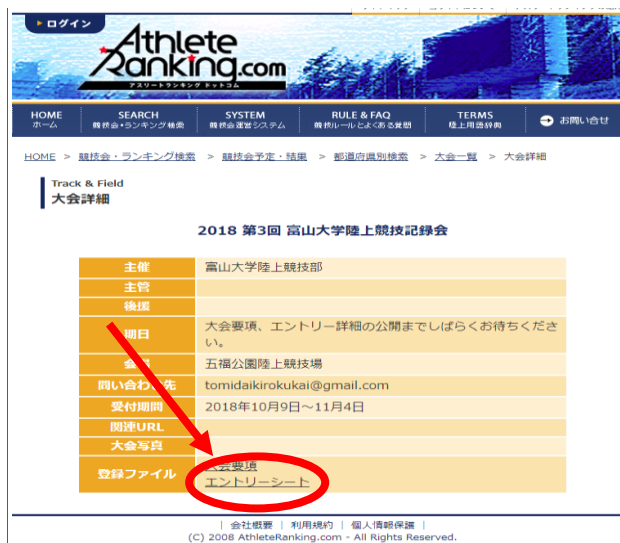 ログイン
Athlete
Ranking.com
アスリートランキング ドットコム
HOME SEARCH SYSTEM RULE & FAQ TERMS
ホーム 競技会・ランキング検索 競技会運営システム 競技ルールとよくある質問 陸上用語辞典 お問い合せ
HOME > 競技会・ランキング検索 > 競技会予定・結果 > 都道府県別検索 > 大会一覧 > 大会詳細
Track & Field
大会詳細
2018 第3回 富山大学陸上競技記録会
主催 富山大学陸上競技部
主管
後援
期日 大会要項、エントリー詳細の公開までしばらくお待ちください。
会場 五福公園陸上競技場
問い合わせ先 tomidaikirokukai@gmail.com
受付期間 2018年10月9日~11月4日
関連URL
大会写真
登録ファイル 大会要項
エントリーシート
| 会社概要 | 利用規約 | 個人情報保護 |
(C) 2008 AthleteRanking.com - All Rights Reserved.